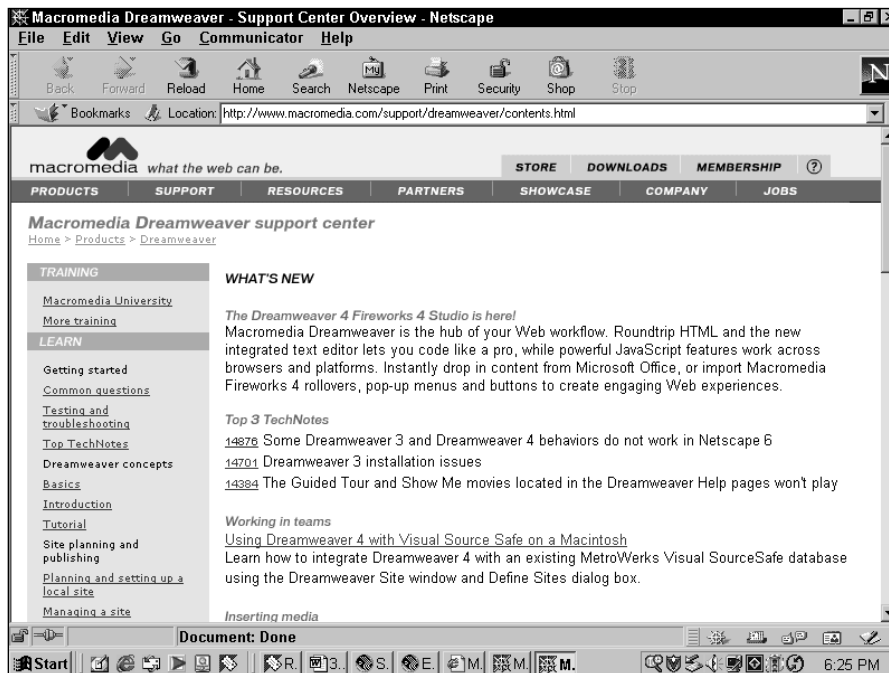 Macromedia Dreamweaver - Support Center Overview - Netscape
File Edit View Go Communicator Help
Back Forward Reload Home Search Netscape Print Security Shop Stop
My
N
Bookmarks Location: http://www.macromedia.com/support/dreamweaver/contents.html
macromedia what the web can be.
STORE DOWNLOADS MEMBERSHIP ?
PRODUCTS SUPPORT RESOURCES PARTNERS SHOWCASE COMPANY JOBS
Macromedia Dreamweaver support center
Home > Products > Dreamweaver
TRAINING
Macromedia University
More training
LEARN
Getting started
Common questions
Testing and
troubleshooting
Top TechNotes
Dreamweaver concepts
Basics
Introduction
Tutorial
Site planning and
publishing
Planning and setting up a
local site
Managing a site
WHAT'S NEW
The Dreamweaver 4 Fireworks 4 Studio is here!
Macromedia Dreamweaver is the hub of your Web workflow. Roundtrip HTML and the new
integrated text editor lets you code like a pro, while powerful JavaScript features work across
browsers and platforms. Instantly drop in content from Microsoft Office, or import Macromedia
Fireworks 4 rollovers, pop-up menus and buttons to create engaging Web experiences.
Top 3 TechNotes
14876 Some Dreamweaver 3 and Dreamweaver 4 behaviors do not work in Netscape 6
14701 Dreamweaver 3 installation issues
14384 The Guided Tour and Show Me movies located in the Dreamweaver Help pages won't play
Working in teams
Using Dreamweaver 4 with Visual Source Safe on a Macintosh
Learn how to integrate Dreamweaver 4 with an existing MetroWerks Visual SourceSafe database
using the Dreamweaver Site window and Define Sites dialog box.
Inserting media
Document: Done
Start R. 3.. S. E. M. M. M. 6:25 PM